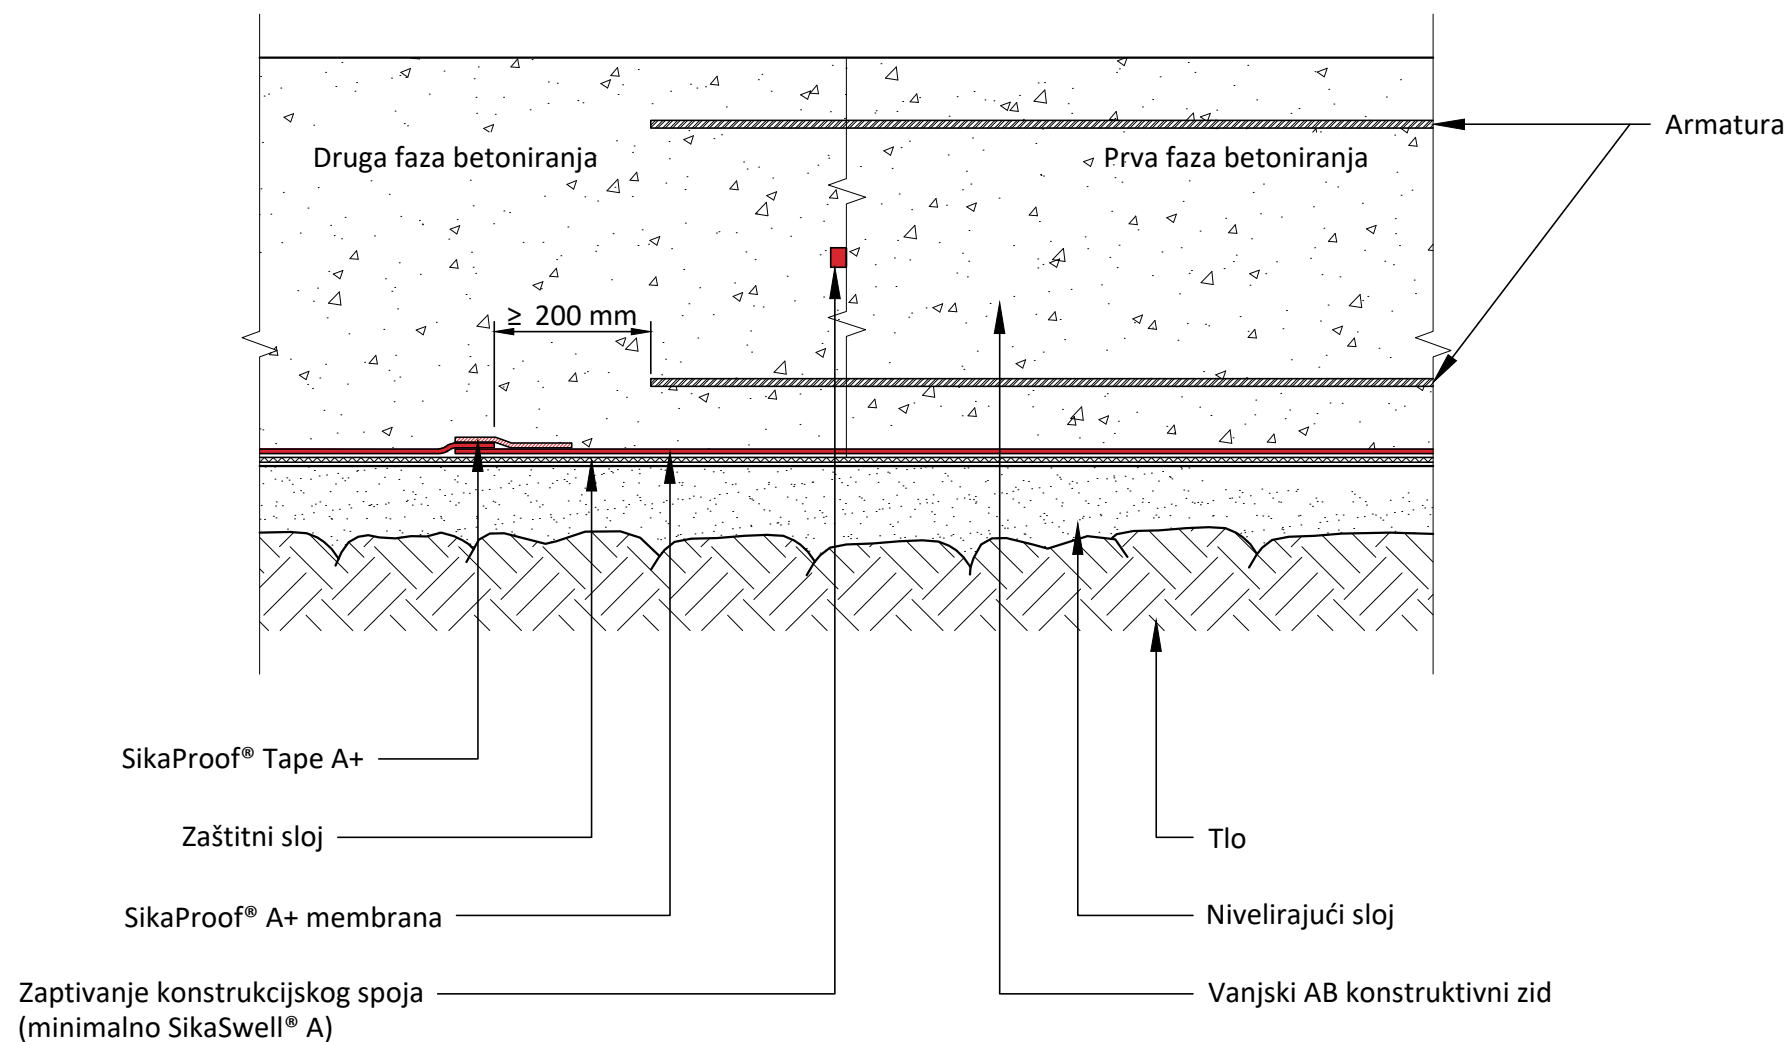 Armatura
Druga faza betoniranja
Prva faza betoniranja
≥ 200 mm
SikaProof® Tape A+
Zaštitni sloj
Tlo
SikaProof® A+ membrana
Nivelirajući sloj
Zaptivanje konstrukcijskog spoja
(minimalno SikaSwell® A)
Vanjski AB konstruktivni zid